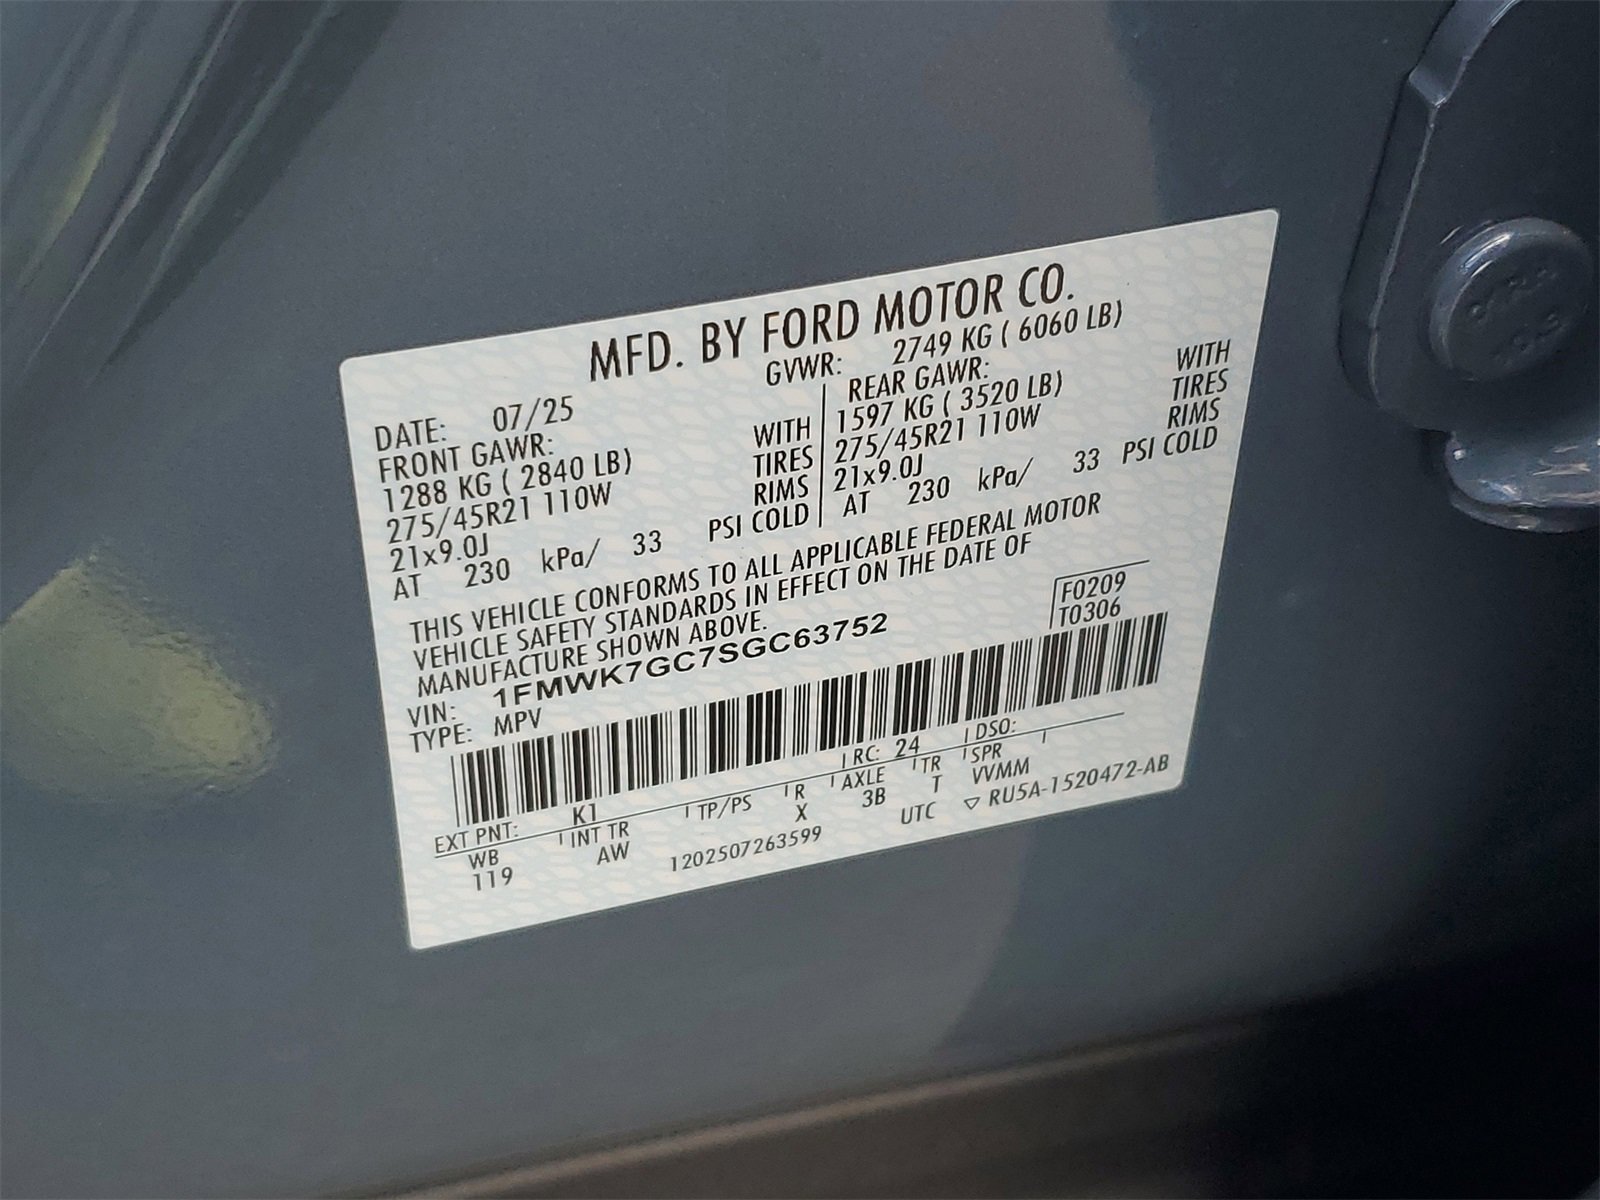 MFD. BY FORD MOTOR CO.
DATE: 07/25 GVWR: 2749 KG ( 6060 LB)
FRONT GAWR: REAR GAWR:
1288 KG ( 2840 LB) WITH 1597 KG ( 3520 LB) WITH
275/45R21 110W TIRES 275/45R21 110W TIRES
21x9.0J RIMS 21x9.0J RIMS
AT 230 kPa/ 33 PSI COLD AT 230 kPa/ 33 PSI COLD
THIS VEHICLE CONFORMS TO ALL APPLICABLE FEDERAL MOTOR
VEHICLE SAFETY STANDARDS IN EFFECT ON THE DATE OF
MANUFACTURE SHOWN ABOVE.
F0209
T0306
VIN: 1FMWK7GC7SGC63752
TYPE: MPV
EXT PNT: K1 RC: 24 DSO:
WB INT TR TP/PS R AXLE TR SPR
119 AW X 3B T VVMM
1202507263599 UTC ▽ RU5A-1520472-AB